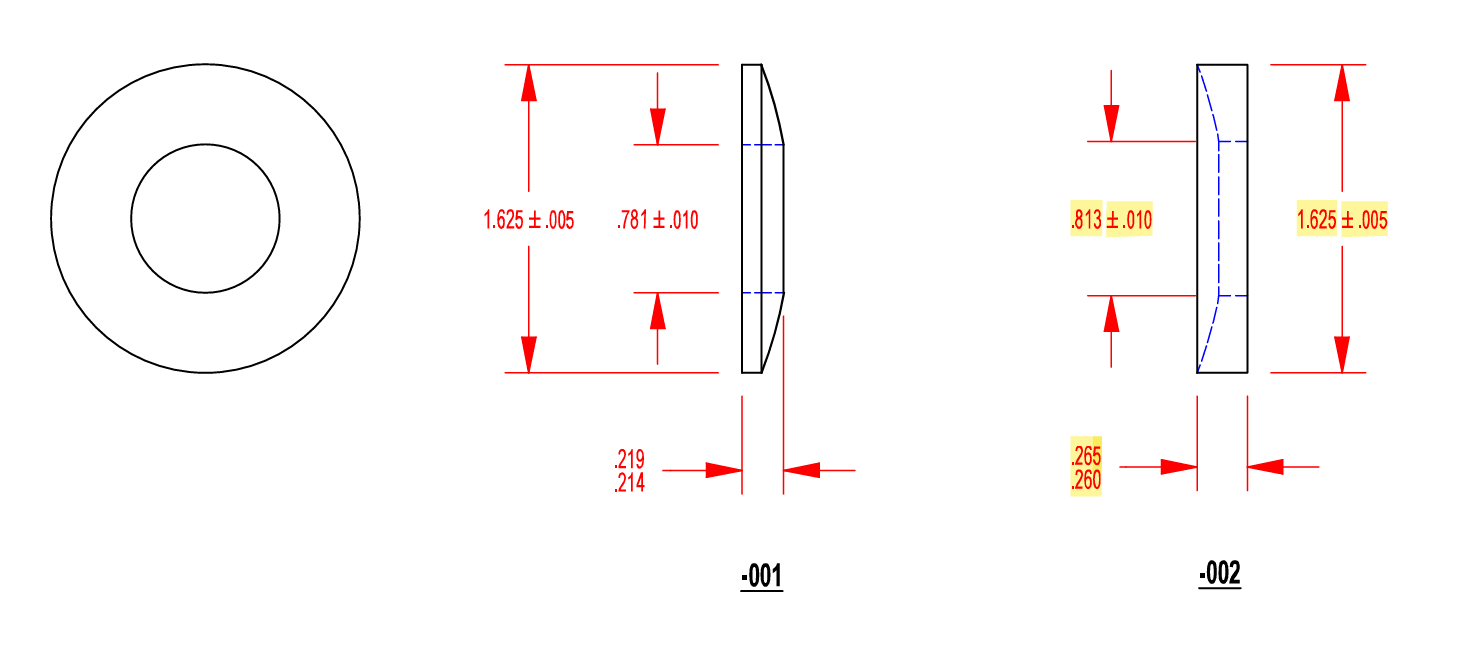 1.625 ± .005
.781 ± .010
.813 ± .010
1.625 ± .005
.219
.214
.265
.260
-001
-002